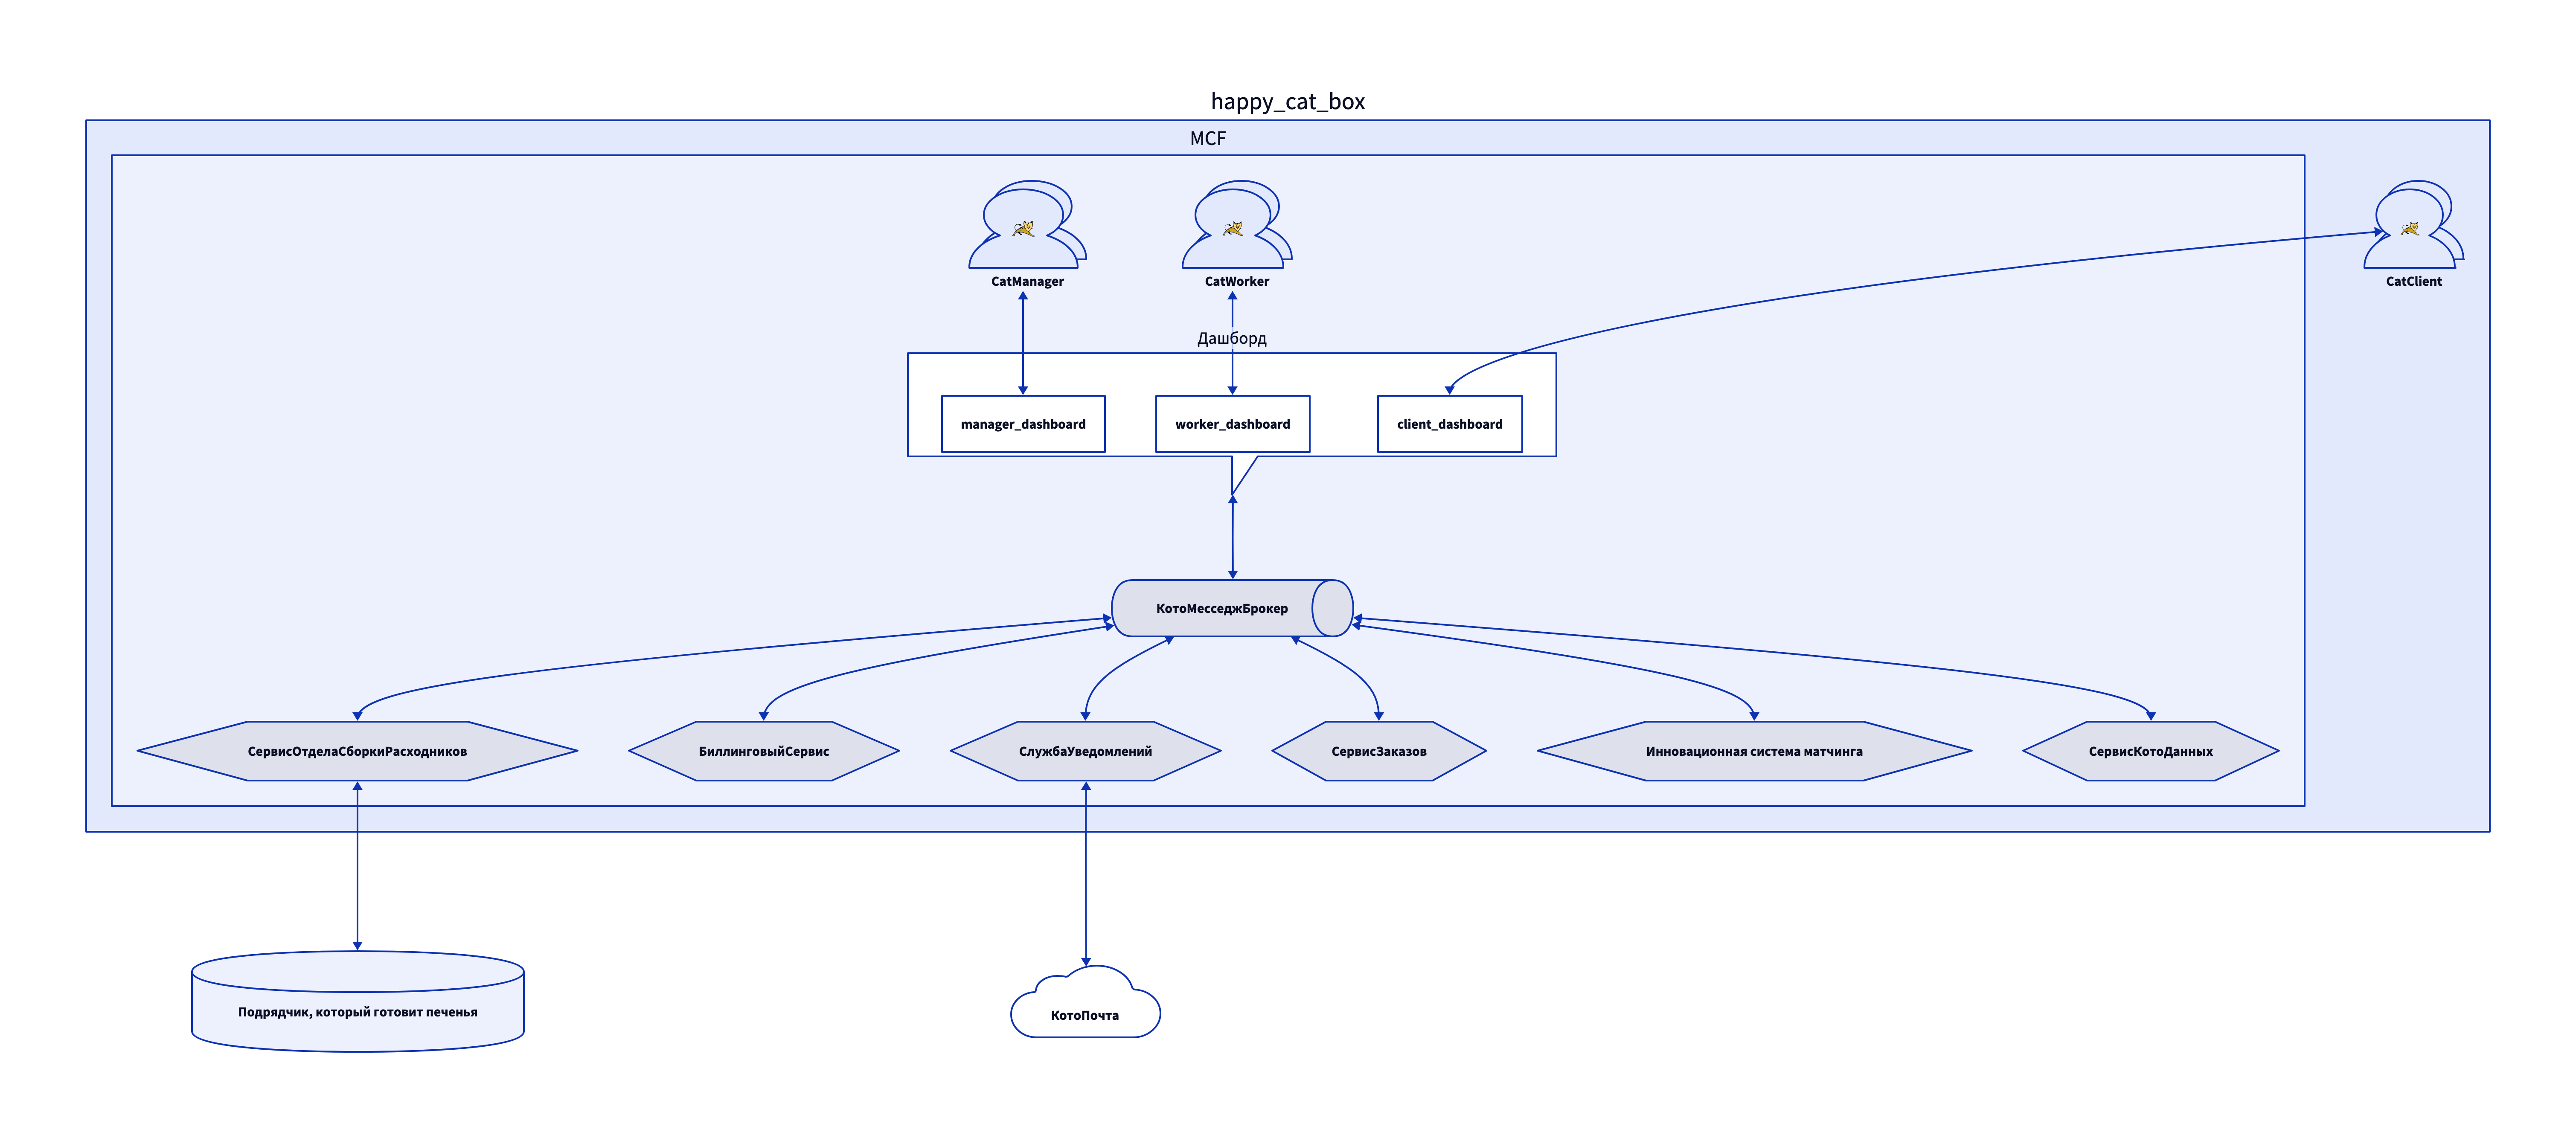 happy_cat_box
MCF
CatManager
CatWorker
CatClient
Дашборд
manager_dashboard
worker_dashboard
client_dashboard
КотоМесседжБрокер
СервисОтделаСборкиРасходников
БиллинговыйСервис
СлужбаУведомлений
СервисЗаказов
Инновационная система матчинга
СервисКотоДанных
Подрядчик, который готовит печенья
КотоПочта